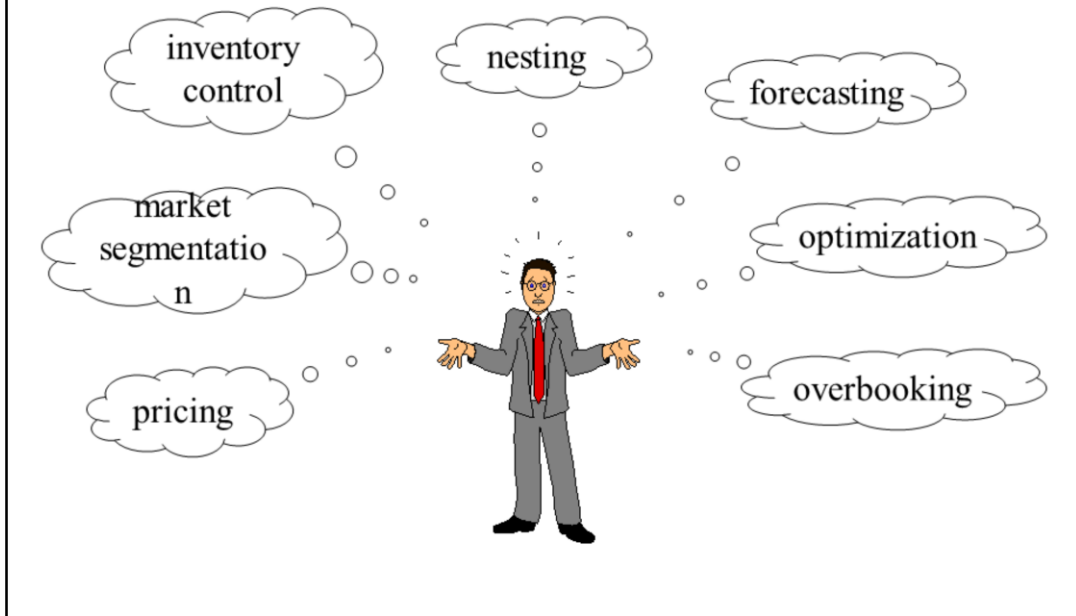 inventory
control
nesting
forecasting
market
segmentatio
n
optimization
pricing
overbooking